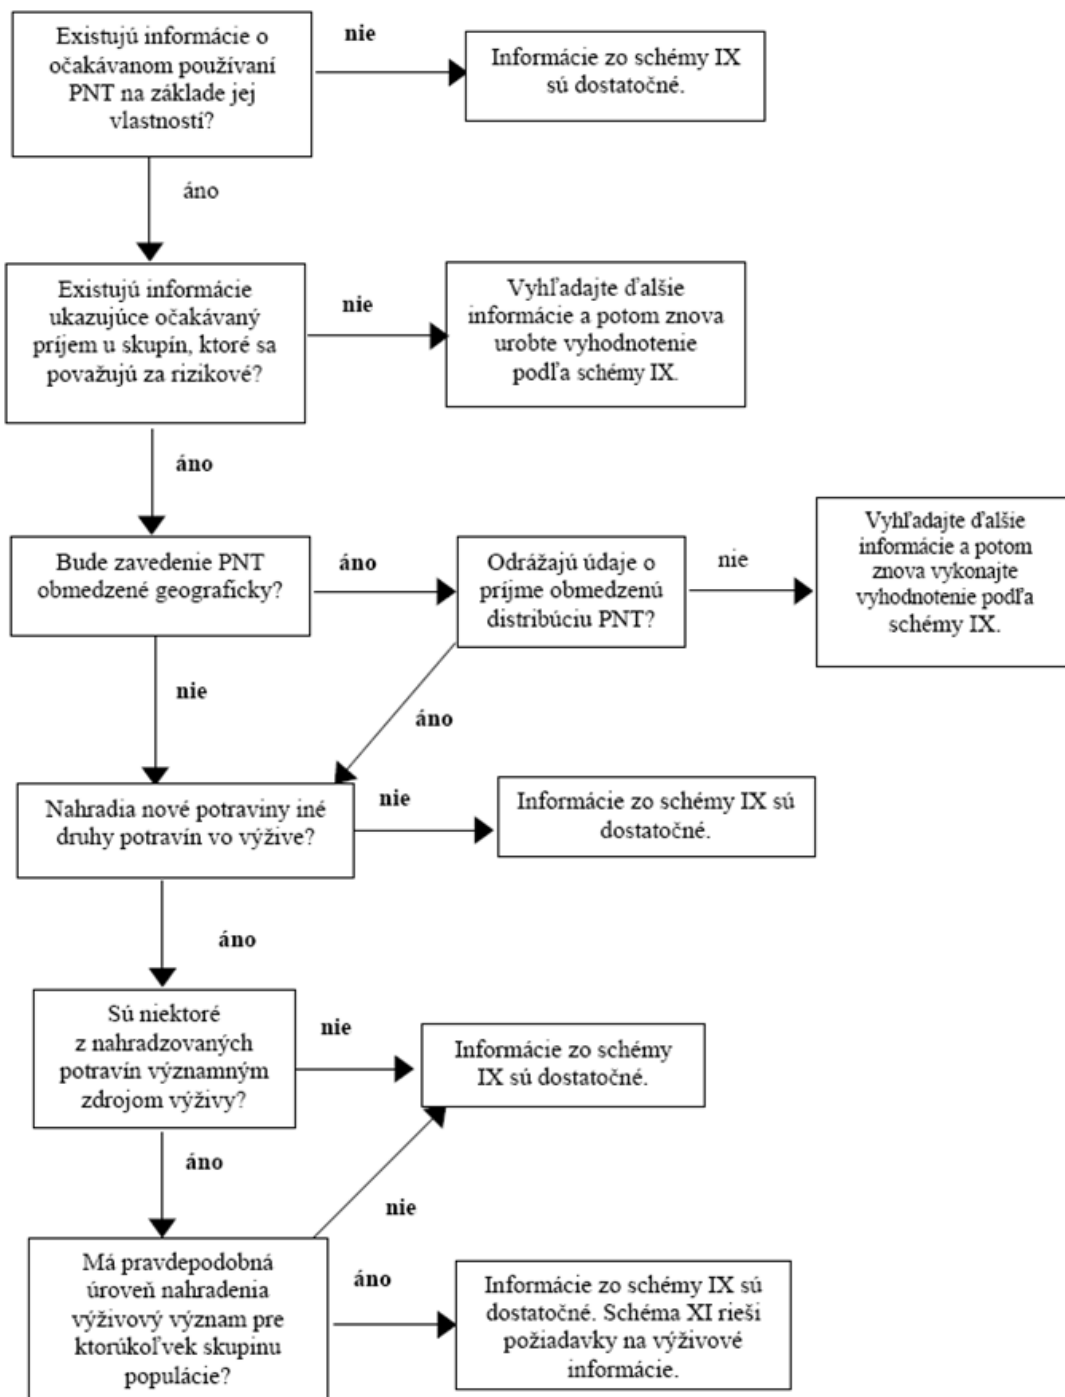 Existujú informácie o
očakávanom používaní
PNT na základe jej
vlastností?
nie
Informácie zo schémy IX
sú dostatočné.
áno
Existujú informácie
ukazujúce očakávaný
príjem u skupín, ktoré sa
považujú za rizikové?
nie
Vyhľadajte ďalšie
informácie a potom znova
urobte vyhodnotenie
podľa schémy IX.
áno
Bude zavedenie PNT
obmedzené geograficky?
áno
Odrážajú údaje o
príjme obmedzenú
distribúciu PNT?
nie
Vyhľadajte ďalšie
informácie a potom
znova vykonajte
vyhodnotenie podľa
schémy IX.
nie
áno
Nahradia nové potraviny iné
druhy potravín vo výžive?
nie
Informácie zo schémy IX sú
dostatočné.
áno
Sú niektoré
z nahradzovaných
potravín významným
zdrojom výživy?
nie
Informácie zo schémy
IX sú dostatočné.
áno
nie
Má pravdepodobná
úroveň nahradenia
výživový význam pre
ktorúkoľvek skupinu
populácie?
áno
Informácie zo schémy IX sú
dostatočné. Schéma XI rieši
požiadavky na výživové
informácie.